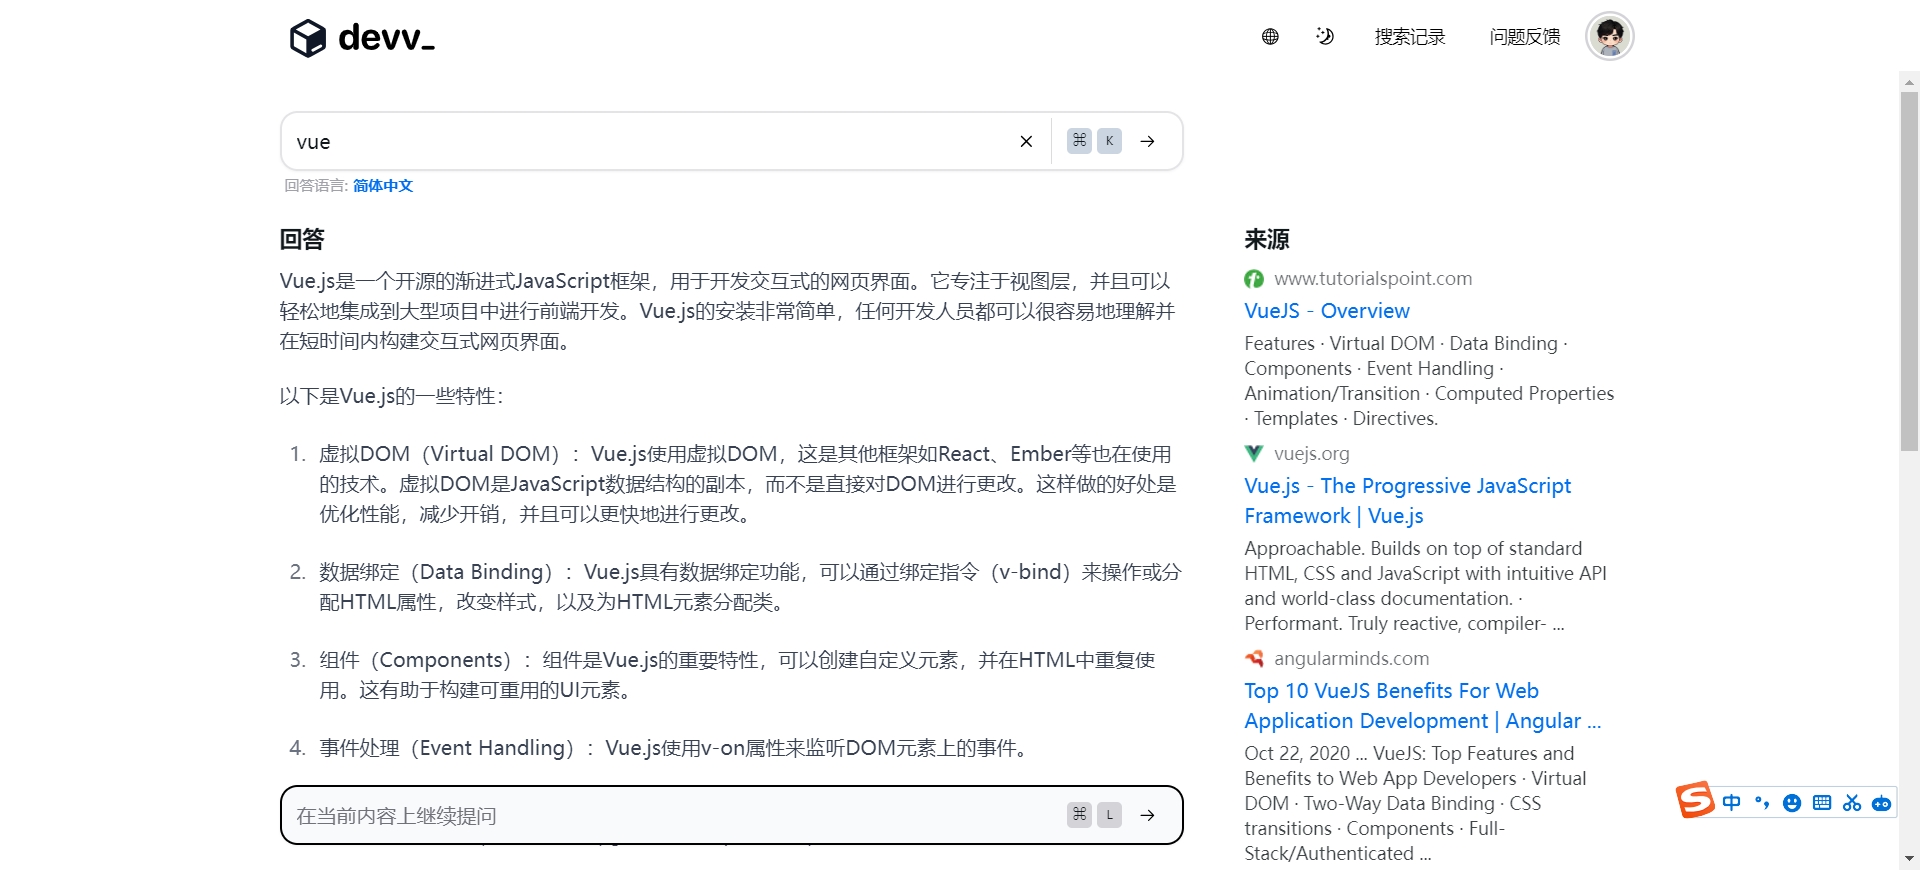 devv_
搜索记录
问题反馈
vue
⌘ K →
回答语言: 简体中文
回答
Vue.js是一个开源的渐进式JavaScript框架，用于开发交互式的网页界面。它专注于视图层，并且可以
轻松地集成到大型项目中进行前端开发。Vue.js的安装非常简单，任何开发人员都可以很容易地理解并
在短时间内构建交互式网页界面。
以下是Vue.js的一些特性：
1. 虚拟DOM（Virtual DOM）：Vue.js使用虚拟DOM，这是其他框架如React、Ember等也在使用
的技术。虚拟DOM是JavaScript数据结构的副本，而不是直接对DOM进行更改。这样做的好处是
优化性能，减少开销，并且可以更快地进行更改。
2. 数据绑定（Data Binding）：Vue.js具有数据绑定功能，可以通过绑定指令（v-bind）来操作或分
配HTML属性，改变样式，以及为HTML元素分配类。
3. 组件（Components）：组件是Vue.js的重要特性，可以创建自定义元素，并在HTML中重复使
用。这有助于构建可重用的UI元素。
4. 事件处理（Event Handling）：Vue.js使用v-on属性来监听DOM元素上的事件。
在当前内容上继续提问
⌘ L →
来源
www.tutorialspoint.com
VueJS - Overview
Features · Virtual DOM · Data Binding ·
Components · Event Handling ·
Animation/Transition · Computed Properties
· Templates · Directives.
vuejs.org
Vue.js - The Progressive JavaScript
Framework | Vue.js
Approachable. Builds on top of standard
HTML, CSS and JavaScript with intuitive API
and world-class documentation. ·
Performant. Truly reactive, compiler- ...
angularminds.com
Top 10 VueJS Benefits For Web
Application Development | Angular ...
Oct 22, 2020 ... VueJS: Top Features and
Benefits to Web App Developers · Virtual
DOM · Two-Way Data Binding · CSS
transitions · Components · Full-
Stack/Authenticated ...
S 中